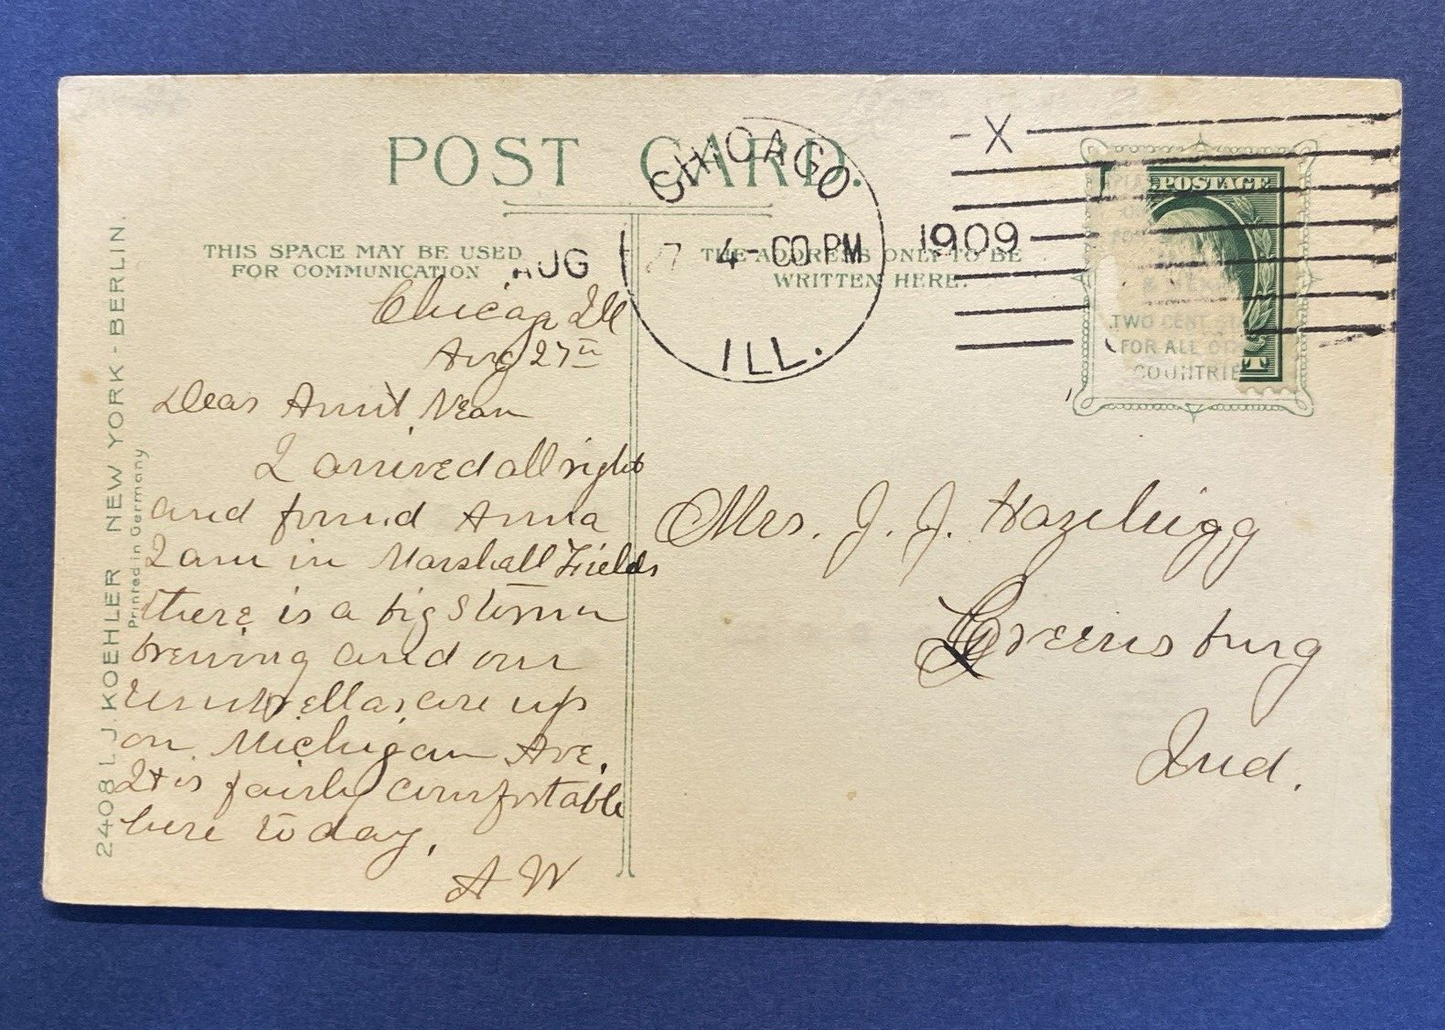 POST CARD.
THIS SPACE MAY BE USED
FOR COMMUNICATION
THE ADDRESS ONLY TO BE
WRITTEN HERE.
CHICAGO
AUG 27 4-00 PM
ILL.
X
1909
POSTAGE
TWO CENT
FOR ALL
COUNTRIE
2408 L. J. KOEHLER NEW YORK - BERLIN.
Printed in Germany
Chicago Ill
Aug 27th
Dear Aunt Nean
I arrived all right
and found Anna
I am in Marshall Fields
there is a big storm
brewing and our
umbrellas are up
on Michigan Ave.
It is fairly comfortable
here today.
A W
Mrs. J. J. Hazelrigg
Greensburg
Ind.